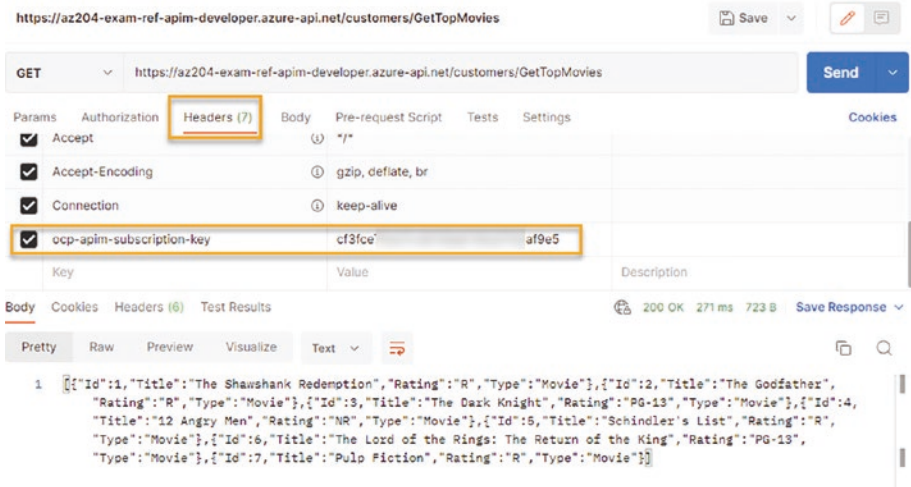 https://az204-exam-ref-apim-developer.azure-api.net/customers/GetTopMovies Save
GET https://az204-exam-ref-apim-developer.azure-api.net/customers/GetTopMovies Send
Params Authorization Headers (7) Body Pre-request Script Tests Settings Cookies
Accept */*
Accept-Encoding gzip, deflate, br
Connection keep-alive
ocp-apim-subscription-key cf3fce af9e5
Key Value Description
Body Cookies Headers (6) Test Results 200 OK 271 ms 723 B Save Response
Pretty Raw Preview Visualize Text
1 [{"Id":1,"Title":"The Shawshank Redemption","Rating":"R","Type":"Movie"},{"Id":2,"Title":"The Godfather",
"Rating":"R","Type":"Movie"},{"Id":3,"Title":"The Dark Knight","Rating":"PG-13","Type":"Movie"},{"Id":4,
"Title":"12 Angry Men","Rating":"NR","Type":"Movie"},{"Id":5,"Title":"Schindler's List","Rating":"R",
"Type":"Movie"},{"Id":6,"Title":"The Lord of the Rings: The Return of the King","Rating":"PG-13",
"Type":"Movie"},{"Id":7,"Title":"Pulp Fiction","Rating":"R","Type":"Movie"}]